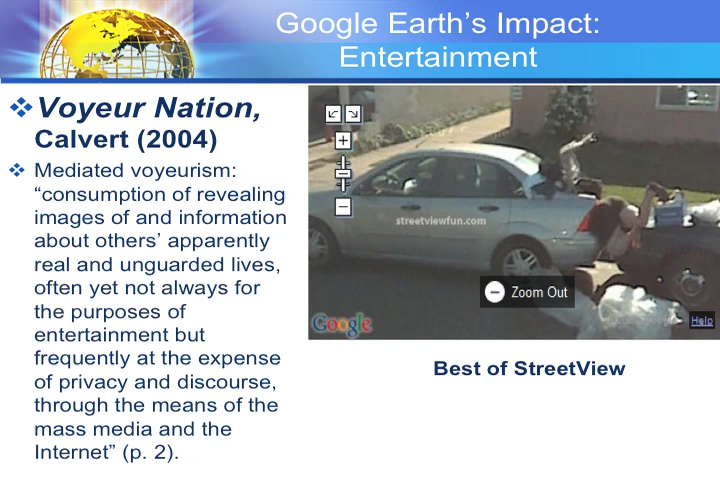 Google Earth’s Impact:
Entertainment
Voyeur Nation,
Calvert (2004)
Mediated voyeurism:
“consumption of revealing
images of and information
about others’ apparently
real and unguarded lives,
often yet not always for
the purposes of
entertainment but
frequently at the expense
of privacy and discourse,
through the means of the
mass media and the
Internet” (p. 2).
streetviewfun.com
Zoom Out
Google
Help
Best of StreetView